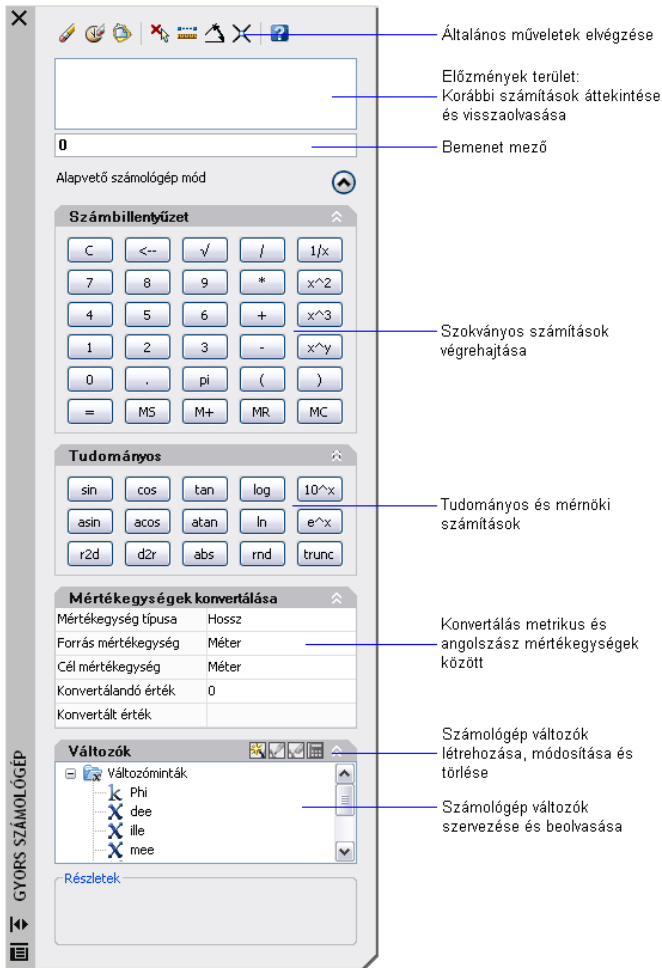 Általános műveletek elvégzése
Előzmények terület:
Korábbi számítások áttekintése
és visszaolvasása
0
Bemenet mező
Alapvető számológép mód
Számbillentyűzet
C <-- √ / 1/x
7 8 9 * x^2
4 5 6 + x^3
1 2 3 - x^y
0 . pi ( )
= MS M+ MR MC
Szokványos számítások
végrehajtása
Tudományos
sin cos tan log 10^x
asin acos atan ln e^x
r2d d2r abs rnd trunc
Tudományos és mérnöki
számítások
Mértékegységek konvertálása
Mértékegység típusa Hossz
Forrás mértékegység Méter
Cél mértékegység Méter
Konvertálandó érték 0
Konvertált érték
Konvertálás metrikus és
angolszász mértékegységek
között
Változók
Változóminták
Phi
dee
ille
mee
Számológép változók
létrehozása, módosítása és
törlése
Számológép változók
szervezése és beolvasása
Részletek
GYORS SZÁMOLÓGÉP